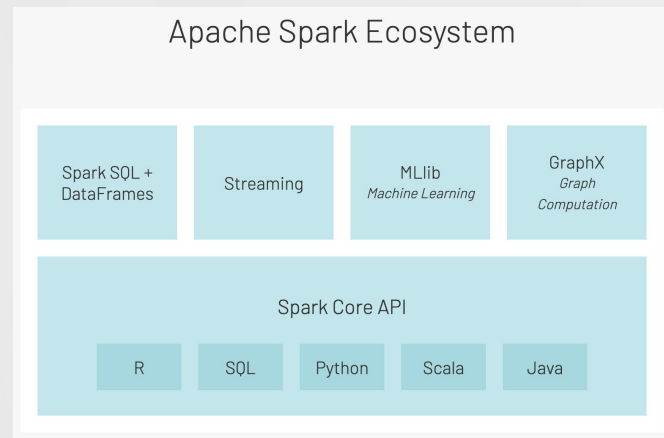 Apache Spark Ecosystem
Spark SQL +
DataFrames
Streaming
MLlib
Machine Learning
GraphX
Graph
Computation
Spark Core API
R
SQL
Python
Scala
Java